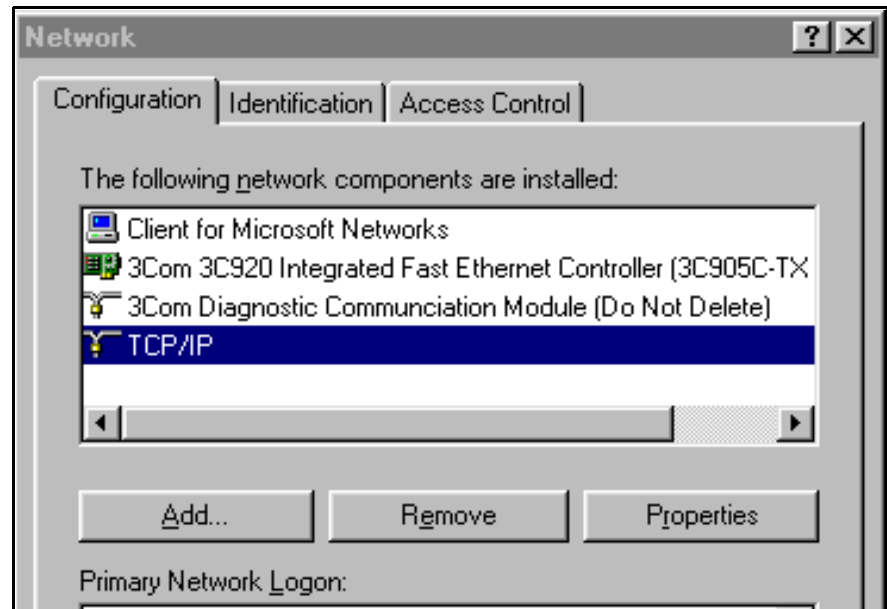 Network
Configuration Identification Access Control
The following network components are installed:
Client for Microsoft Networks
3Com 3C920 Integrated Fast Ethernet Controller (3C905C-TX
3Com Diagnostic Communciation Module (Do Not Delete)
TCP/IP
Add... Remove Properties
Primary Network Logon: